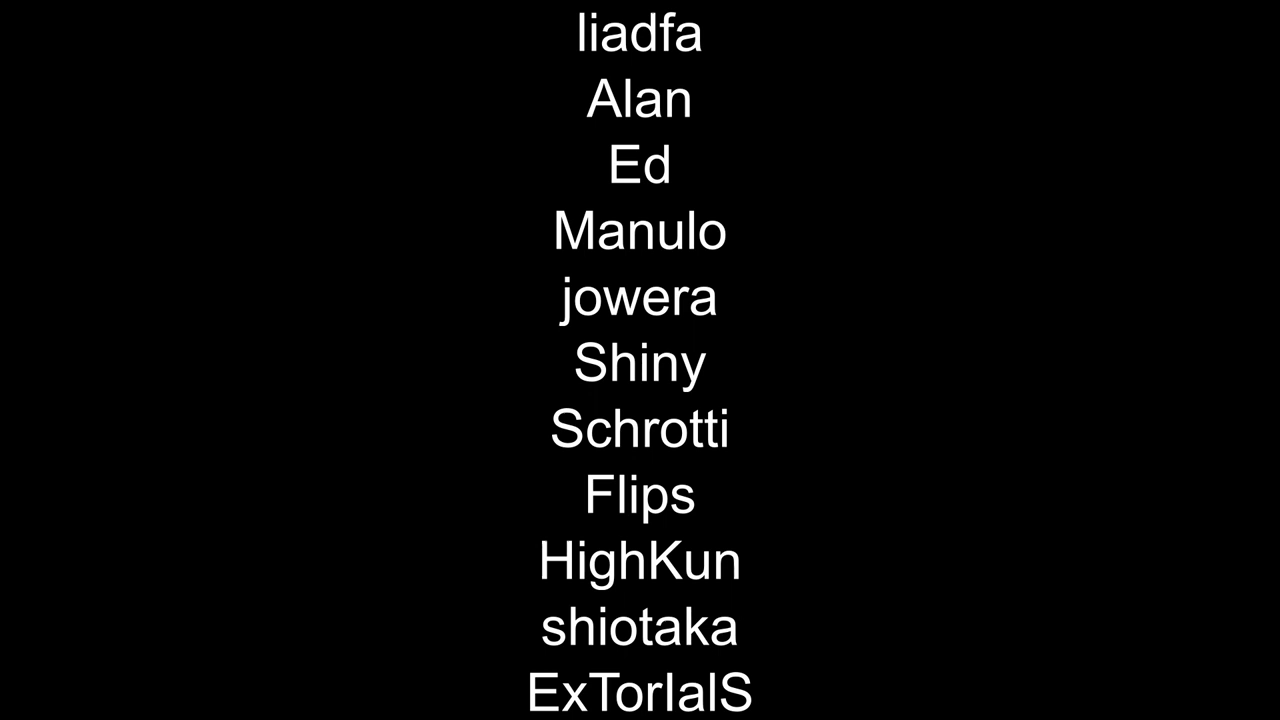 liadfa
Alan
Ed
Manulo
jowera
Shiny
Schrotti
Flips
HighKun
shiotaka
ExTorIalS